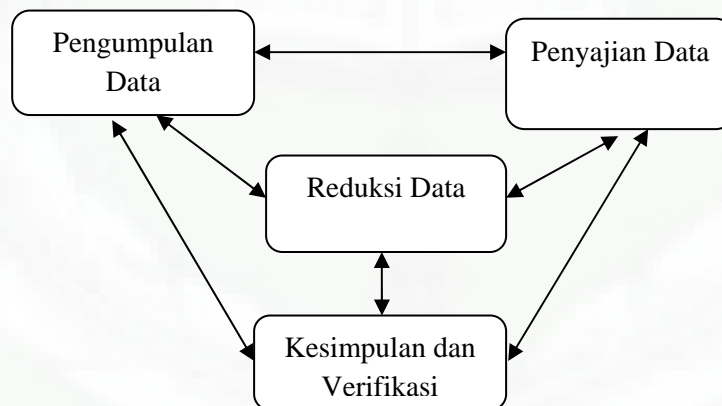 Pengumpulan
Data
Penyajian Data
Reduksi Data
Kesimpulan dan
Verifikasi